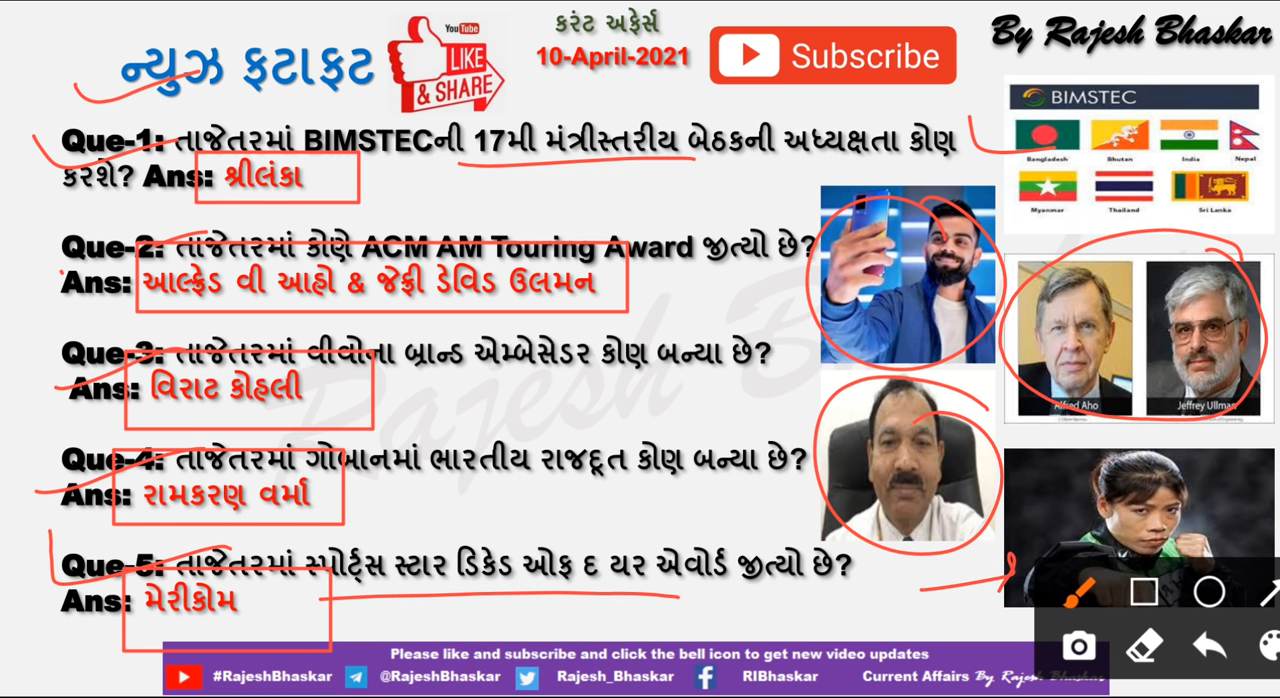 ન્યુઝ ફટાફટ
YouTube
LIKE
& SHARE
કરંટ અફેર્સ
10-April-2021
Subscribe
By Rajesh Bhaskar
Que-1: તાજેતરમાં BIMSTECની 17મી મંત્રીસ્તરીય બેઠકની અધ્યક્ષતા કોણ
કરશે? Ans: શ્રીલંકા
BIMSTEC
Bangladesh Bhutan India Nepal
Myanmar Thailand Sri Lanka
Que-2: તાજેતરમાં કોણે ACM AM Touring Award જીત્યો છે?
Ans: આલ્ફ્રેડ વી આહો & જેફ્રી ડેવિડ ઉલમન
Alfred Aho Jeffrey Ullman
Que-3: તાજેતરમાં વીવોના બ્રાન્ડ એમ્બેસેડર કોણ બન્યા છે?
Ans: વિરાટ કોહલી
Que-4: તાજેતરમાં ગોબાનમાં ભારતીય રાજદૂત કોણ બન્યા છે?
Ans: રામકરણ વર્મા
Que-5: તાજેતરમાં સ્પોર્ટ્સ સ્ટાર ડિકેડ ઓફ દ યર એવોર્ડ જીત્યો છે?
Ans: મેરીકોમ
Rajesh B
Please like and subscribe and click the bell icon to get new video updates
#RajeshBhaskar @RajeshBhaskar Rajesh_Bhaskar RIBhaskar Current Affairs By Rajesh Bhaskar